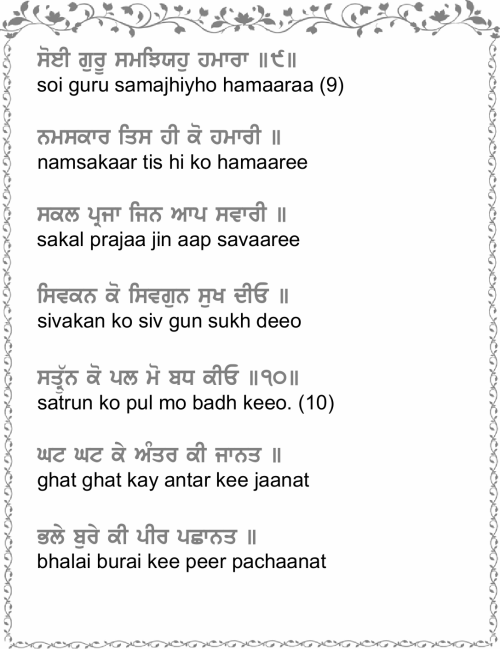 ਸੋਈ ਗੁਰੂ ਸਮਝਿਯਹੁ ਹਮਾਰਾ ॥੯॥
soi guru samajhiyho hamaaraa (9)
ਨਮਸਕਾਰ ਤਿਸ ਹੀ ਕੋ ਹਮਾਰੀ ॥
namsakaar tis hi ko hamaaree
ਸਕਲ ਪ੍ਰਜਾ ਜਿਨ ਆਪ ਸਵਾਰੀ ॥
sakal prajaa jin aap savaaree
ਸਿਵਕਨ ਕੋ ਸਿਵਗੁਨ ਸੁਖ ਦੀਓ ॥
sivakan ko siv gun sukh deeo
ਸਤ੍ਰੁੱਨ ਕੋ ਪਲ ਮੋ ਬਧ ਕੀਓ ॥੧੦॥
satrun ko pul mo badh keeo. (10)
ਘਟ ਘਟ ਕੇ ਅੰਤਰ ਕੀ ਜਾਨਤ ॥
ghat ghat kay antar kee jaanat
ਭਲੇ ਬੁਰੇ ਕੀ ਪੀਰ ਪਛਾਨਤ ॥
bhalai burai kee peer pachaanat